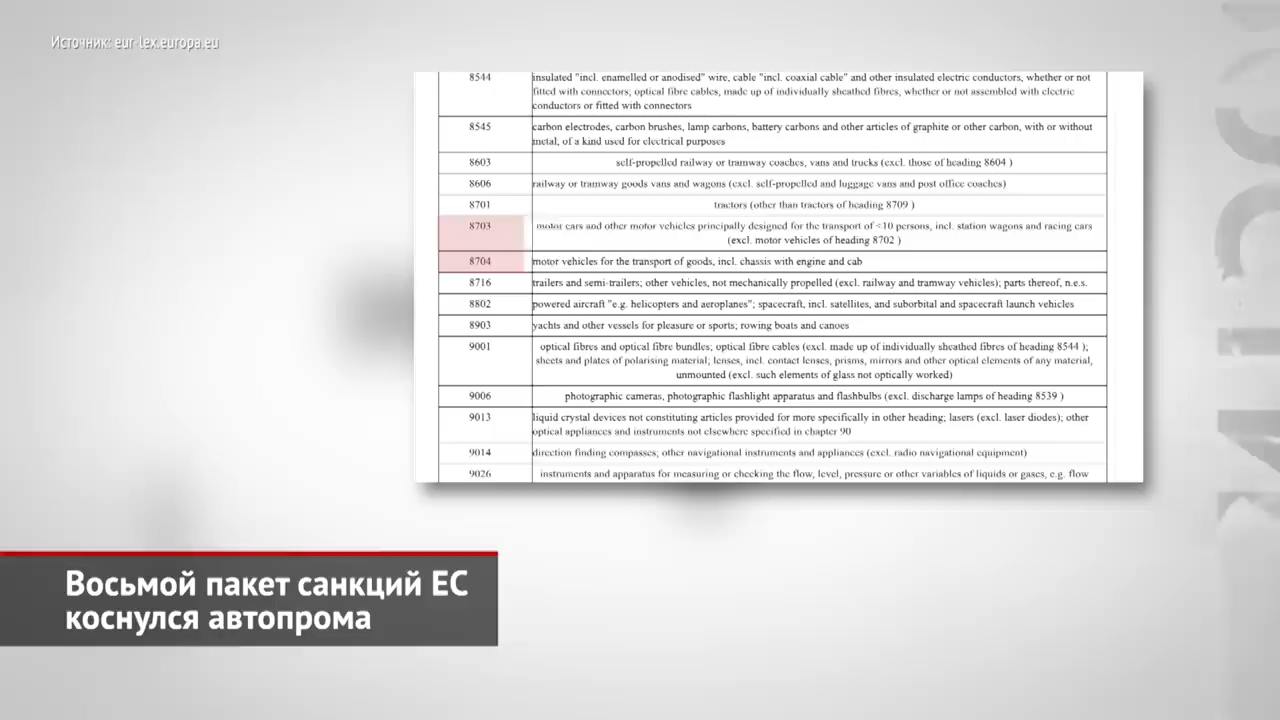 Источник: eur-lex.europa.eu
8544
insulated "incl. enamelled or anodised" wire, cable "incl. coaxial cable" and other insulated electric conductors, whether or not
fitted with connectors; optical fibre cables, made up of individually sheathed fibres, whether or not assembled with electric
conductors or fitted with connectors
8545
carbon electrodes, carbon brushes, lamp carbons, battery carbons and other articles of graphite or other carbon, with or without
metal, of a kind used for electrical purposes
8603
self-propelled railway or tramway coaches, vans and trucks (excl. those of heading 8604 )
8606
railway or tramway goods vans and wagons (excl. self-propelled and luggage vans and post office coaches)
8701
tractors (other than tractors of heading 8709 )
8703
motor cars and other motor vehicles principally designed for the transport of <10 persons, incl. station wagons and racing cars
(excl. motor vehicles of heading 8702 )
8704
motor vehicles for the transport of goods, incl. chassis with engine and cab
8716
trailers and semi-trailers; other vehicles, not mechanically propelled (excl. railway and tramway vehicles); parts thereof, n.e.s.
8802
powered aircraft "e.g. helicopters and aeroplanes"; spacecraft, incl. satellites, and suborbital and spacecraft launch vehicles
8903
yachts and other vessels for pleasure or sports; rowing boats and canoes
9001
optical fibres and optical fibre bundles; optical fibre cables (excl. made up of individually sheathed fibres of heading 8544 );
sheets and plates of polarising material; lenses, incl. contact lenses, prisms, mirrors and other optical elements of any material,
unmounted (excl. such elements of glass not optically worked)
9006
photographic cameras, photographic flashlight apparatus and flashbulbs (excl. discharge lamps of heading 8539 )
9013
liquid crystal devices not constituting articles provided for more specifically in other heading; lasers (excl. laser diodes); other
optical appliances and instruments not elsewhere specified in chapter 90
9014
direction finding compasses; other navigational instruments and appliances (excl. radio navigational equipment)
9026
instruments and apparatus for measuring or checking the flow, level, pressure or other variables of liquids or gases, e.g. flow
Восьмой пакет санкций ЕС
коснулся автопрома